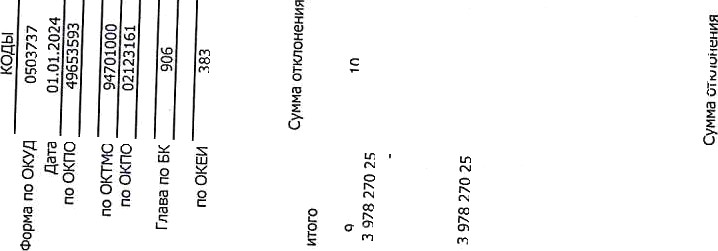 КОДЫ
Форма по ОКУД 0503737
Дата 01.01.2024
по ОКПО 49653593
по ОКТМС 94701000
по ОКПО 02123161
Глава по БК 906
по ОКЕИ 383
итого Сумма отклонения
9 10
3 978 270 25
-
3 978 270 25
Сумма отклонения